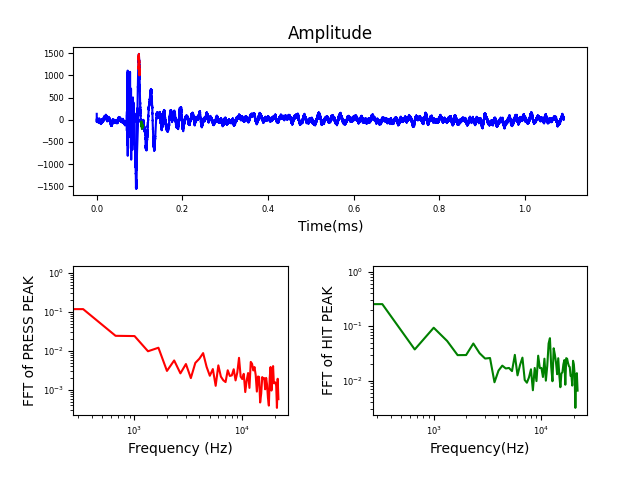 Amplitude
1500
1000
500
0
−500
−1000
−1500
0.0 0.2 0.4 0.6 0.8 1.0
Time(ms)
FFT of PRESS PEAK
10⁰
10⁻¹
10⁻²
10⁻³
10³ 10⁴
Frequency (Hz)
FFT of HIT PEAK
10⁰
10⁻¹
10⁻²
10³ 10⁴
Frequency(Hz)